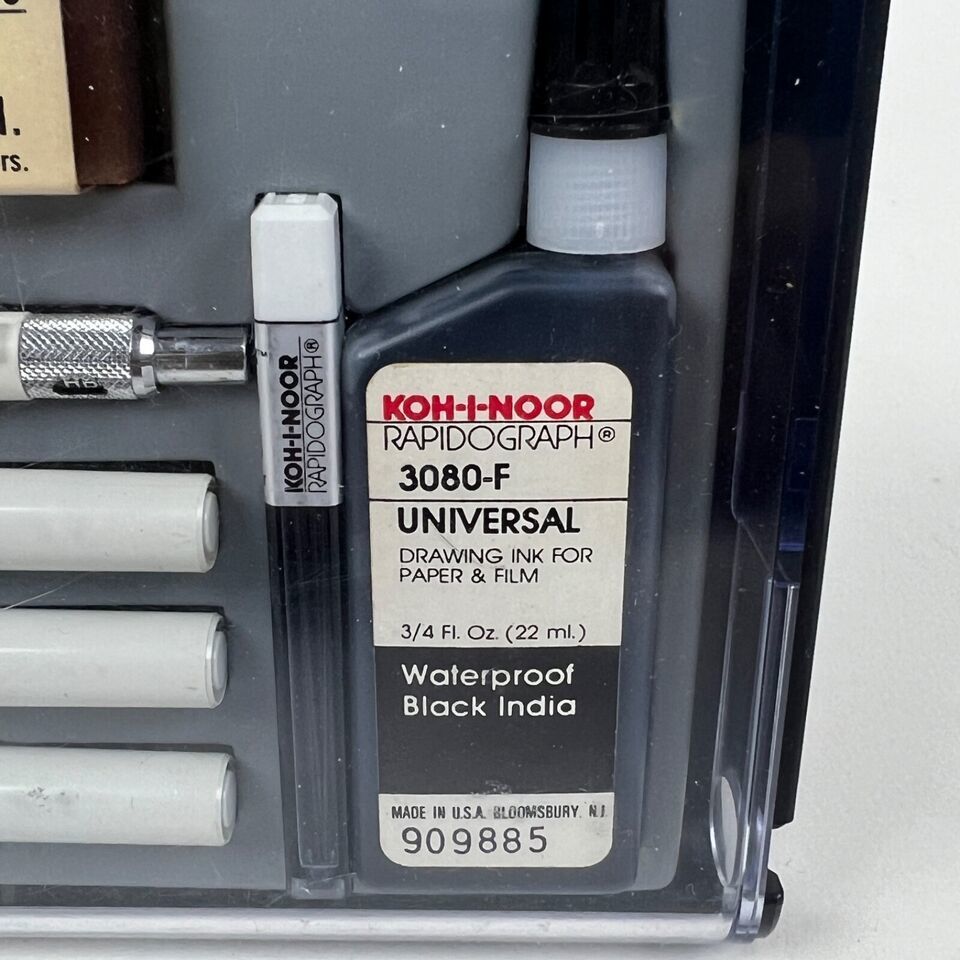 .
rs.
HB
KOH-I-NOOR
RAPIDOGRAPH®
KOH-I-NOOR
RAPIDOGRAPH®
3080-F
UNIVERSAL
DRAWING INK FOR
PAPER & FILM
3/4 Fl. Oz. (22 ml.)
Waterproof
Black India
MADE IN U.S.A. BLOOMSBURY, N.J.
909885